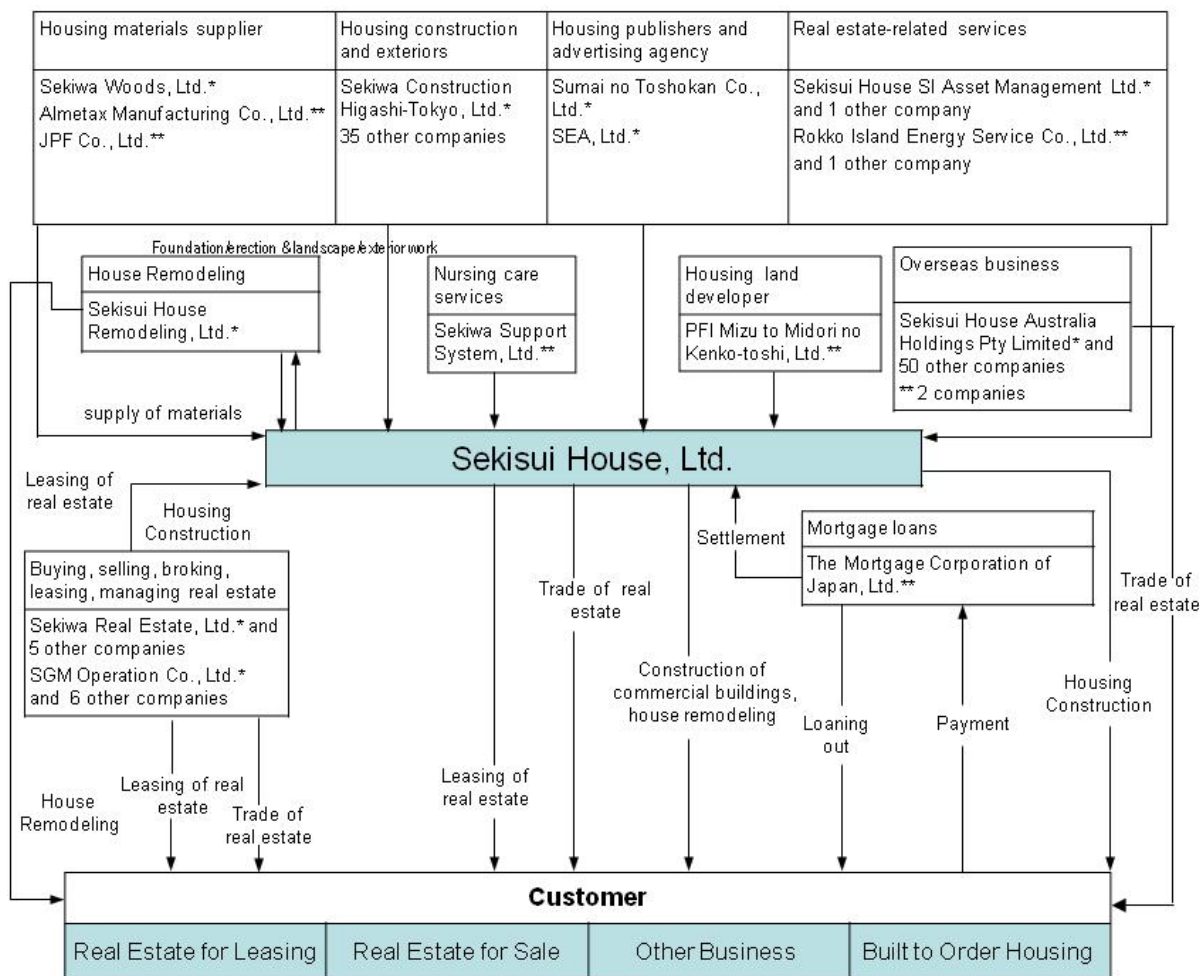 Housing materials supplier
Sekiwa Woods, Ltd.*
Almetax Manufacturing Co., Ltd.**
JPF Co., Ltd.**
Housing construction
and exteriors
Sekiwa Construction
Higashi-Tokyo, Ltd.*
35 other companies
Housing publishers and
advertising agency
Sumai no Toshokan Co.,
Ltd.*
SEA, Ltd.*
Real estate-related services
Sekisui House SI Asset Management Ltd.*
and 1 other company
Rokko Island Energy Service Co., Ltd.**
and 1 other company
Foundation/erection & landscape/exterior work
House Remodeling
Sekisui House
Remodeling, Ltd.*
Nursing care
services
Sekiwa Support
System, Ltd.**
Housing land
developer
PFI Mizu to Midori no
Kenko-toshi, Ltd.**
Overseas business
Sekisui House Australia
Holdings Pty Limited* and
50 other companies
** 2 companies
supply of materials
Sekisui House, Ltd.
Leasing of
real estate
Housing
Construction
Buying, selling, broking,
leasing, managing real estate
Sekiwa Real Estate, Ltd.* and
5 other companies
SGM Operation Co., Ltd.*
and 6 other companies
Settlement
Mortgage loans
The Mortgage Corporation of
Japan, Ltd.**
Trade of real
estate
Trade of
real estate
Construction of
commercial buildings,
house remodeling
Loaning
out
Payment
Housing
Construction
Leasing of
real estate
Leasing of real
estate
Trade of
real estate
House
Remodeling
Customer
Real Estate for Leasing
Real Estate for Sale
Other Business
Built to Order Housing